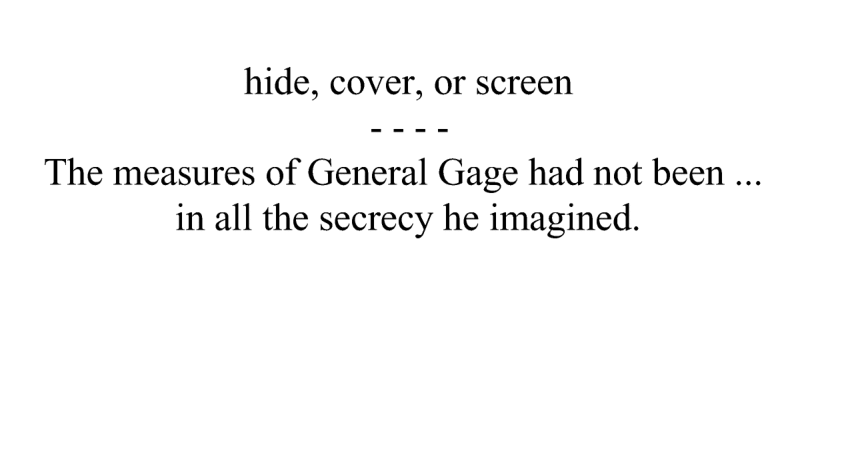 hide, cover, or screen
- - - -
The measures of General Gage had not been ...
in all the secrecy he imagined.